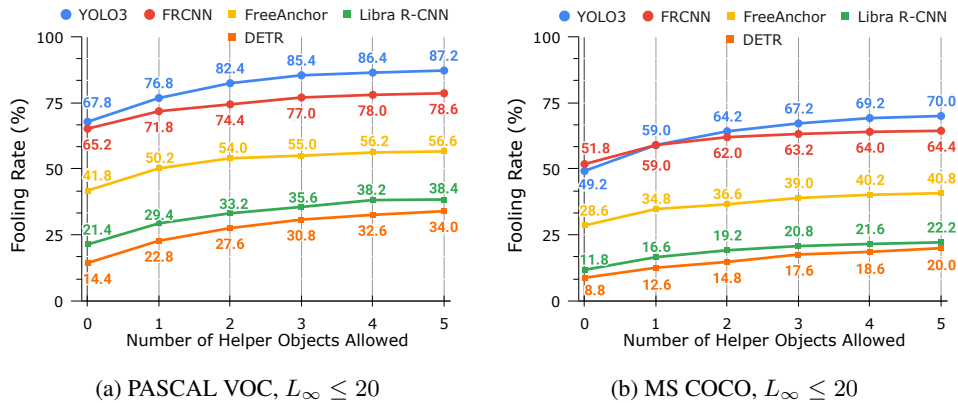 YOLO3 FRCNN FreeAnchor Libra R-CNN
DETR
Fooling Rate (%)
100
75
50
25
0
67.8 76.8 82.4 85.4 86.4 87.2
65.2 71.8 74.4 77.0 78.0 78.6
41.8 50.2 54.0 55.0 56.2 56.6
21.4 29.4 33.2 35.6 38.2 38.4
14.4 22.8 27.6 30.8 32.6 34.0
0 1 2 3 4 5
Number of Helper Objects Allowed
(a) PASCAL VOC, L∞ ≤ 20
YOLO3 FRCNN FreeAnchor Libra R-CNN
DETR
Fooling Rate (%)
100
75
50
25
0
49.2 59.0 64.2 67.2 69.2 70.0
51.8 59.0 62.0 63.2 64.0 64.4
28.6 34.8 36.6 39.0 40.2 40.8
11.8 16.6 19.2 20.8 21.6 22.2
8.8 12.6 14.8 17.6 18.6 20.0
0 1 2 3 4 5
Number of Helper Objects Allowed
(b) MS COCO, L∞ ≤ 20